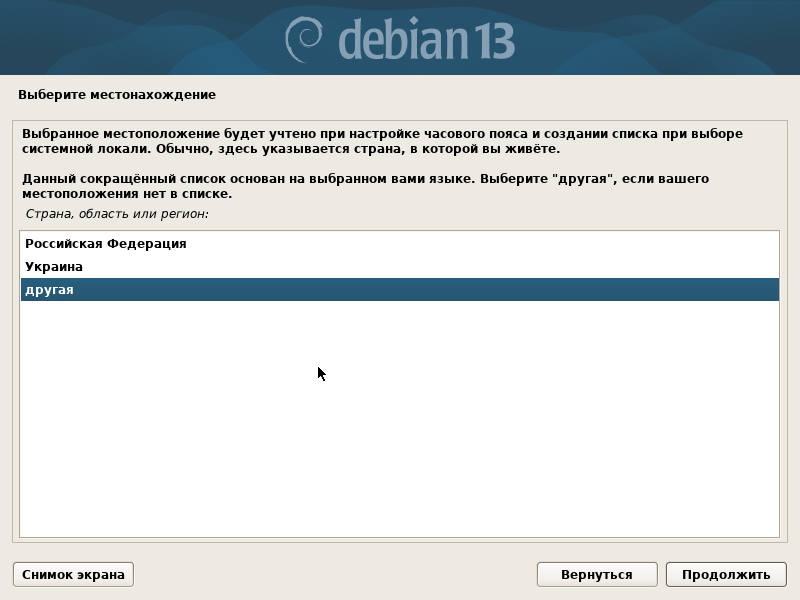 debian 13
Выберите местонахождение
Выбранное местоположение будет учтено при настройке часового пояса и создании списка при выборе
системной локали. Обычно, здесь указывается страна, в которой вы живёте.
Данный сокращённый список основан на выбранном вами языке. Выберите "другая", если вашего
местоположения нет в списке.
Страна, область или регион:
Российская Федерация
Украина
другая
Снимок экрана
Вернуться
Продолжить